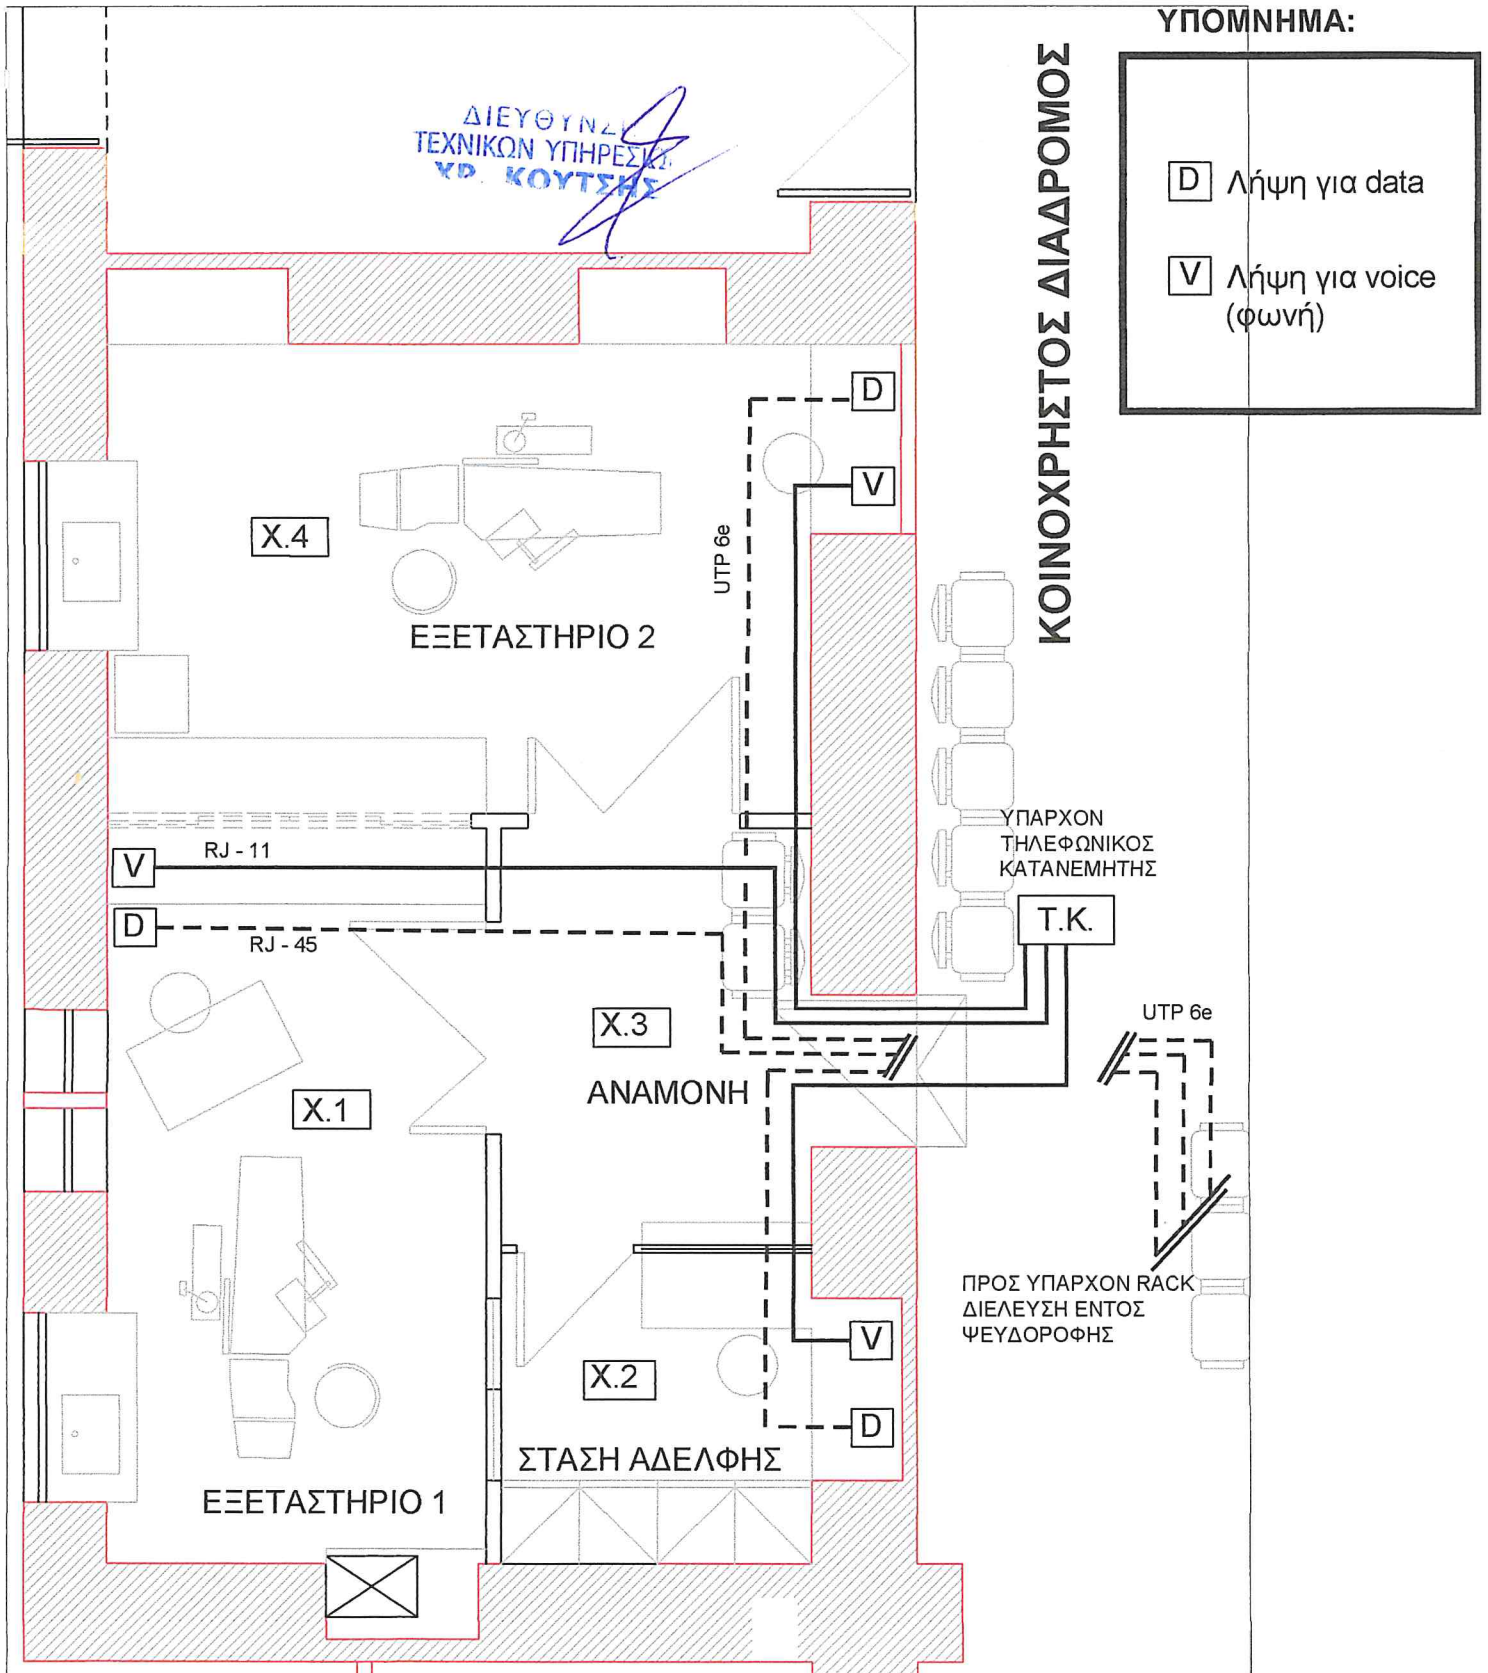 ΥΠΟΜΝΗΜΑ:
D Λήψη για data
V Λήψη για voice
(φωνή)
ΚΟΙΝΟΧΡΗΣΤΟΣ ΔΙΑΔΡΟΜΟΣ
ΤΕΧΝΙΚΩΝ
ΚΟΥΤΣΗΣ
D
V
X.4
UTP 6e
ΕΞΕΤΑΣΤΗΡΙΟ 2
ΥΠΑΡΧΟΝ
ΤΗΛΕΦΩΝΙΚΟΣ
ΚΑΤΑΝΕΜΗΤΗΣ
RJ - 11
V
T.K.
D
RJ - 45
X.3
UTP 6e
ΑΝΑΜΟΝΗ
X.1
ΠΡΟΣ ΥΠΑΡΧΟΝ RACK
ΔΙΕΛΕΥΣΗ ΕΝΤΟΣ
ΨΕΥΔΟΡΟΦΗΣ
V
X.2
D
ΣΤΑΣΗ ΑΔΕΛΦΗΣ
ΕΞΕΤΑΣΤΗΡΙΟ 1